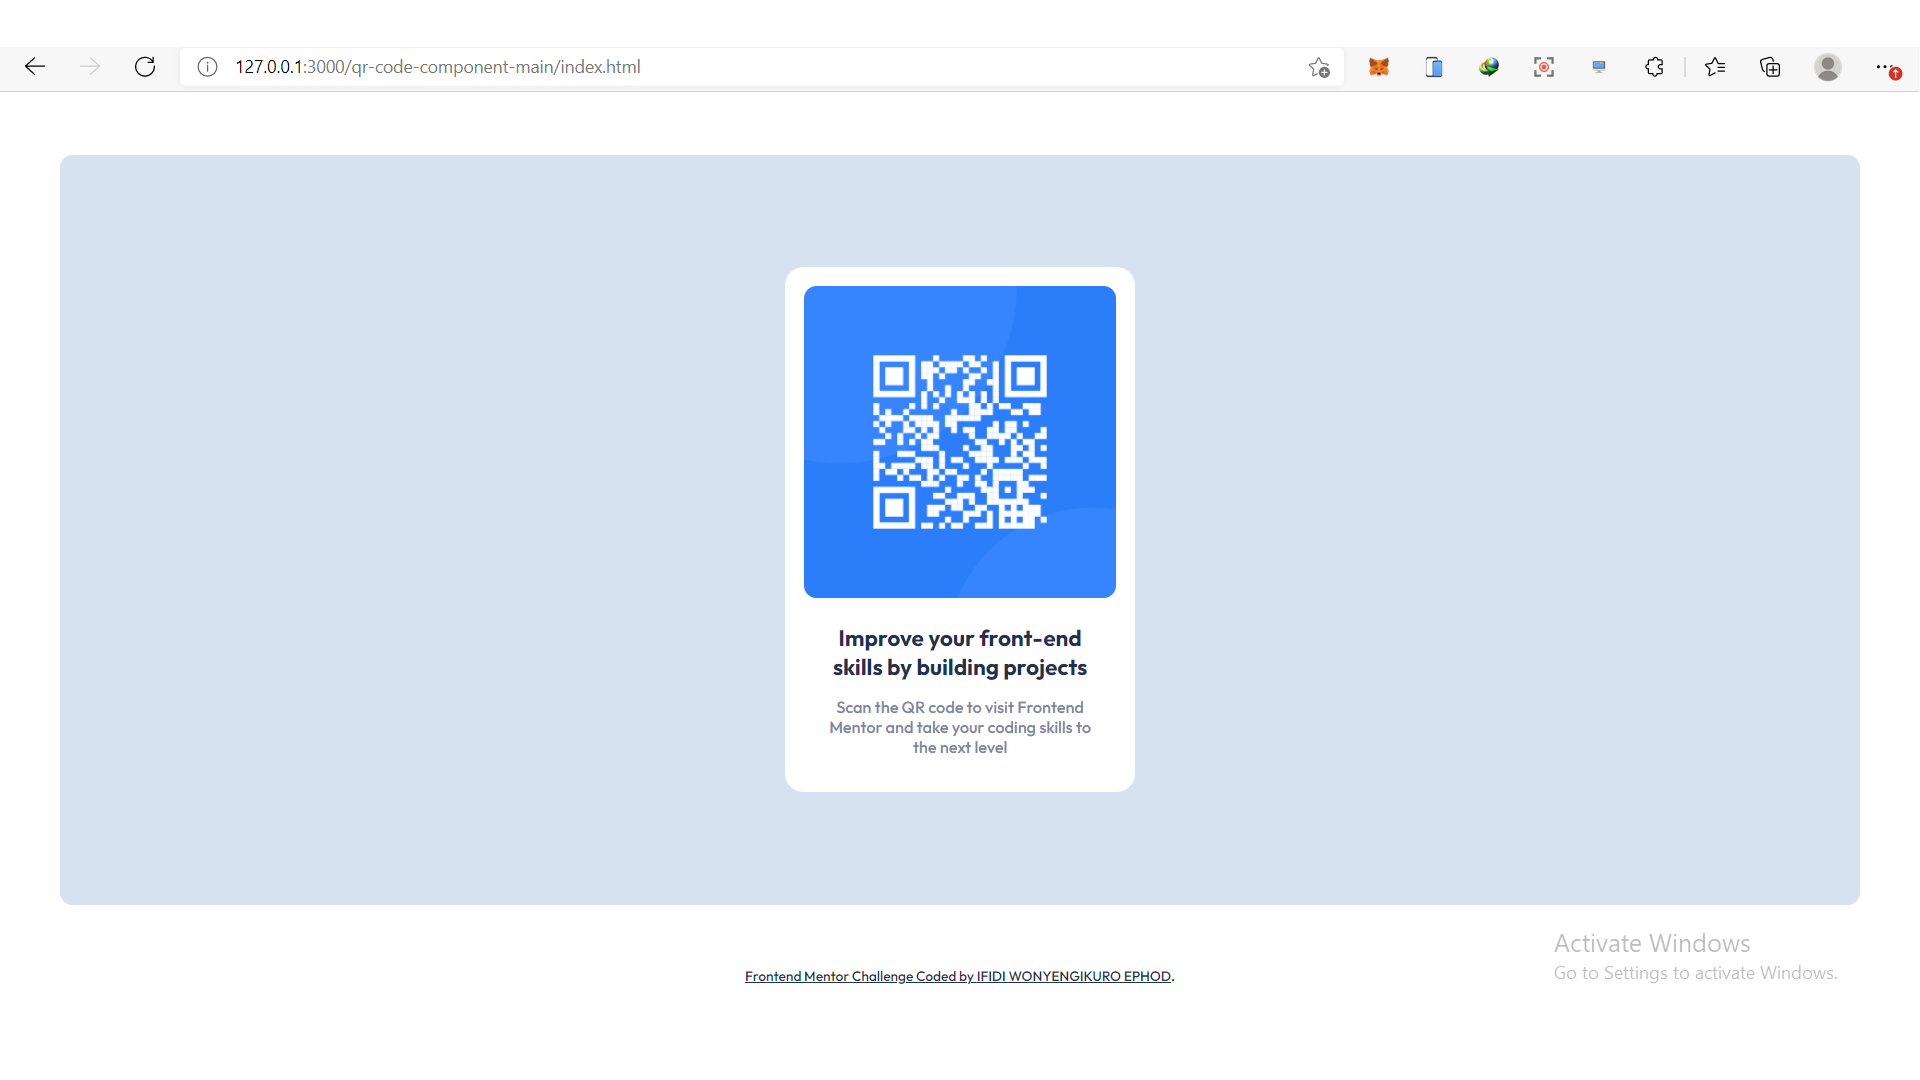 127.0.0.1:3000/qr-code-component-main/index.html
Improve your front-end
skills by building projects
Scan the QR code to visit Frontend
Mentor and take your coding skills to
the next level
Activate Windows
Go to Settings to activate Windows.
Frontend Mentor Challenge Coded by IFIDI WONYENGIKURO EPHOD.